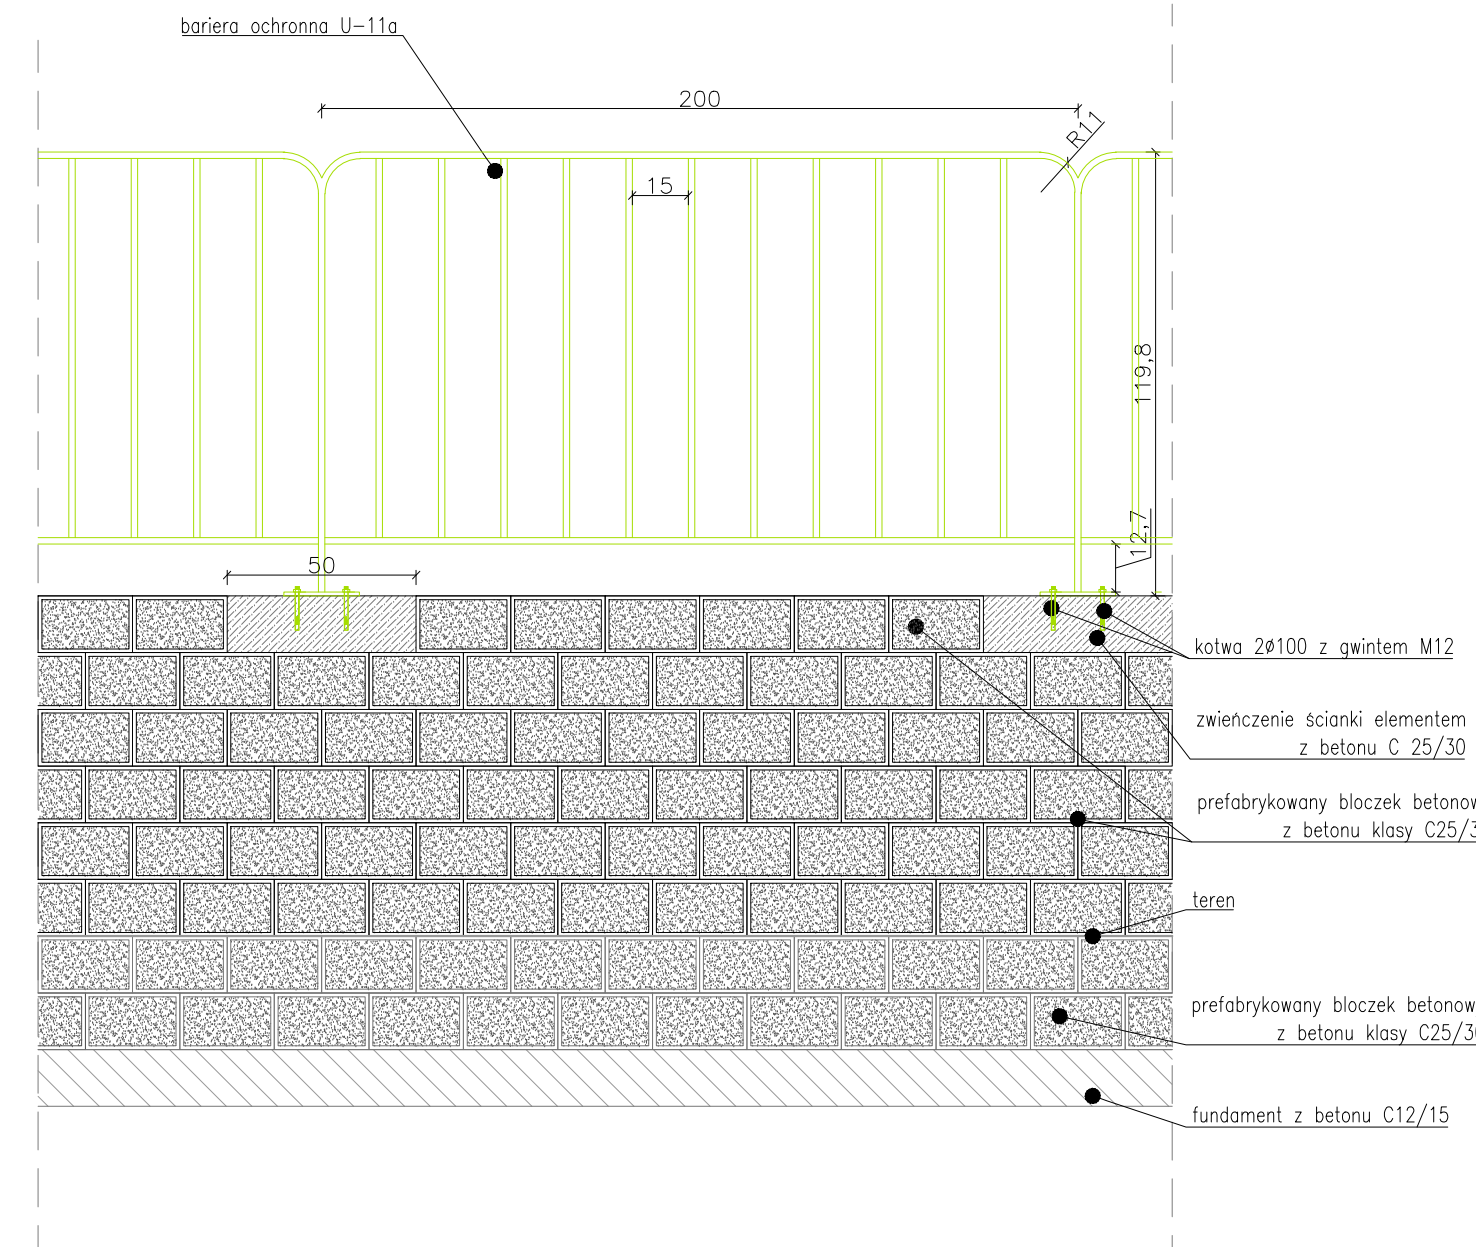 bariera ochronna U-11a
200
R11
15
119,8
12,7
50
kotwa 2ø100 z gwintem M12
zwieńczenie ścianki elementem
z betonu C 25/30
prefabrykowany bloczek betonow
z betonu klasy C25/3
teren
prefabrykowany bloczek betonow
z betonu klasy C25/30
fundament z betonu C12/15